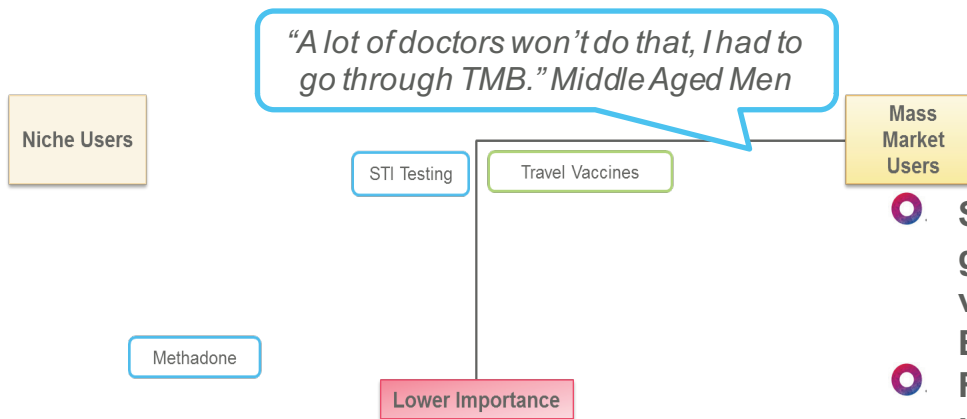 “A lot of doctors won’t do that, I had to
go through TMB.” Middle Aged Men
Niche Users
Mass
Market
Users
STI Testing
Travel Vaccines
Methadone
Lower Importance